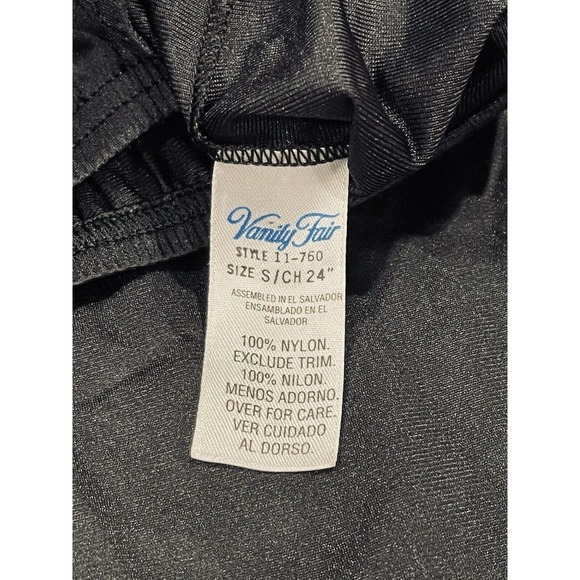 Vanity Fair
STYLE 11-760
SIZE S/CH 24"
ASSEMBLED IN EL SALVADOR
ENSAMBLADO EN EL
SALVADOR
100% NYLON.
EXCLUDE TRIM.
100% NILON.
MENOS ADORNO.
OVER FOR CARE.
VER CUIDADO
AL DORSO.